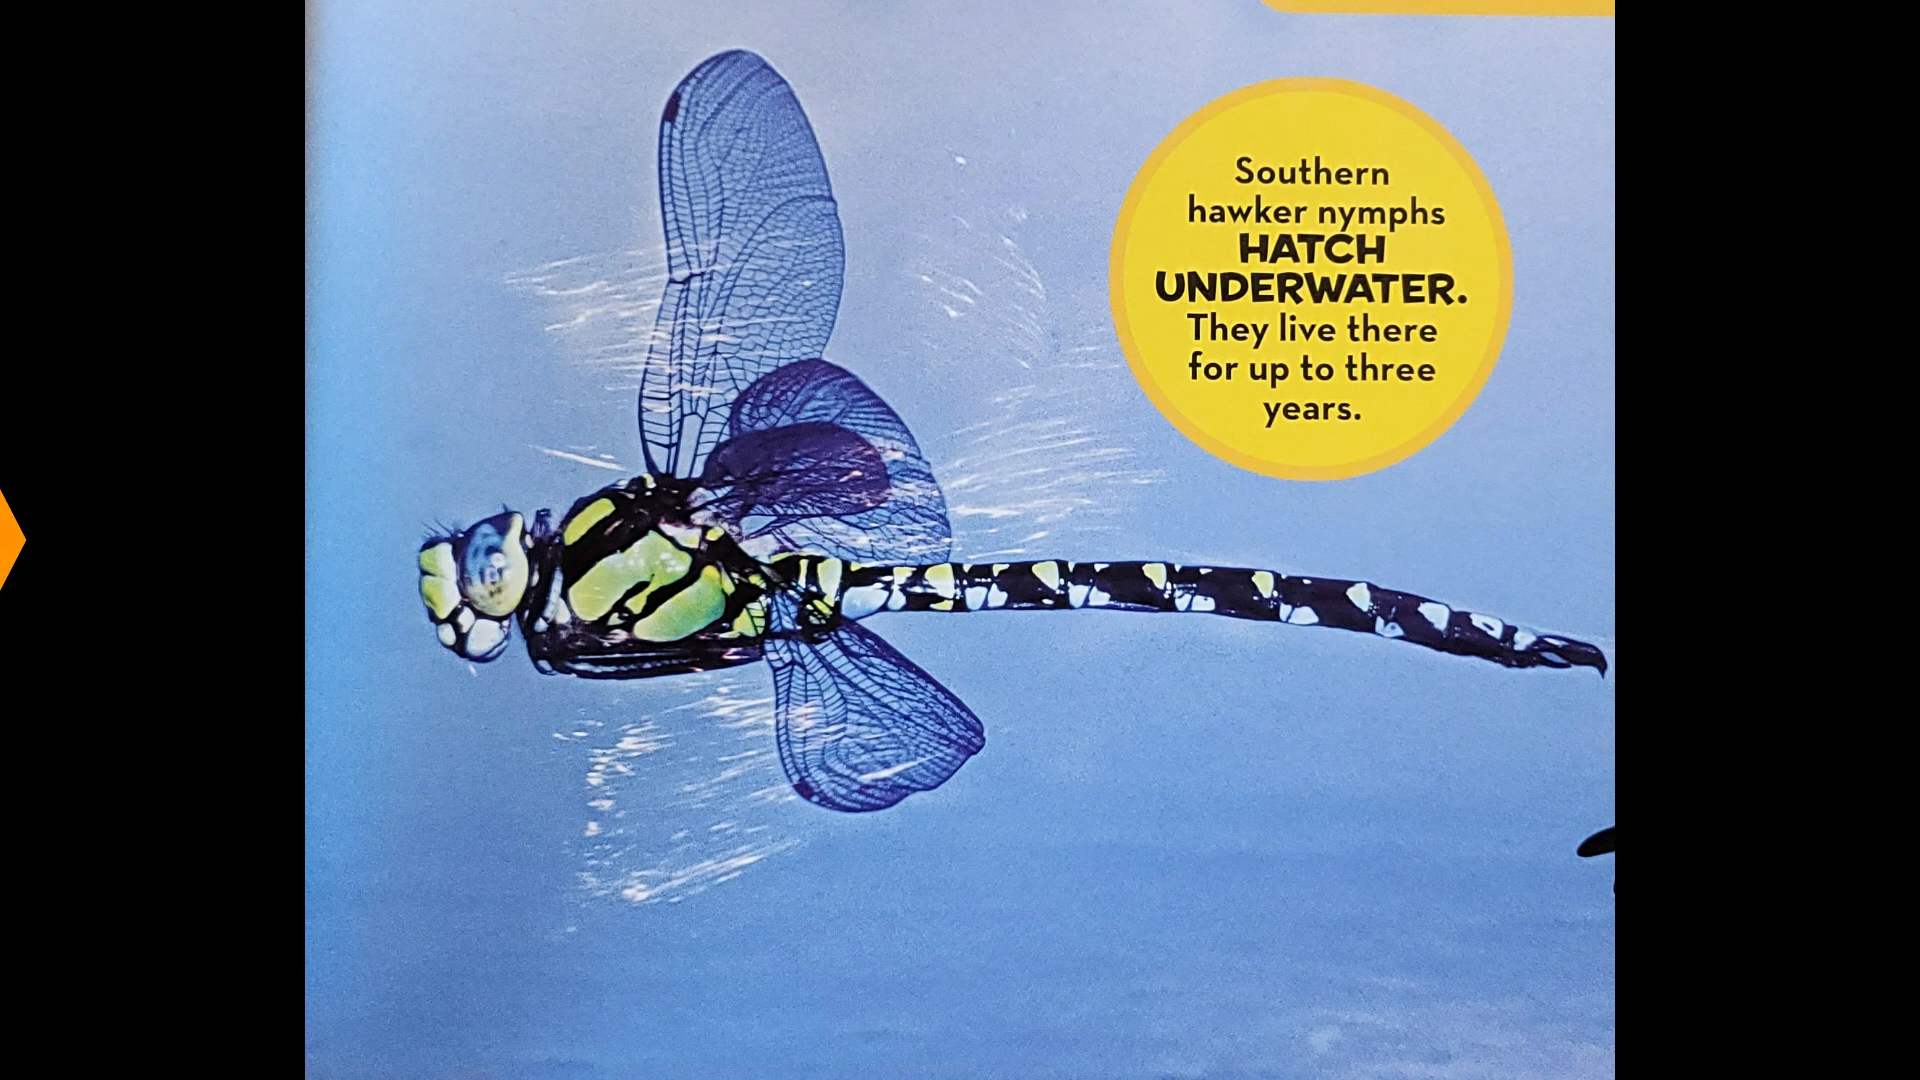 Southern
hawker nymphs
HATCH
UNDERWATER.
They live there
for up to three
years.